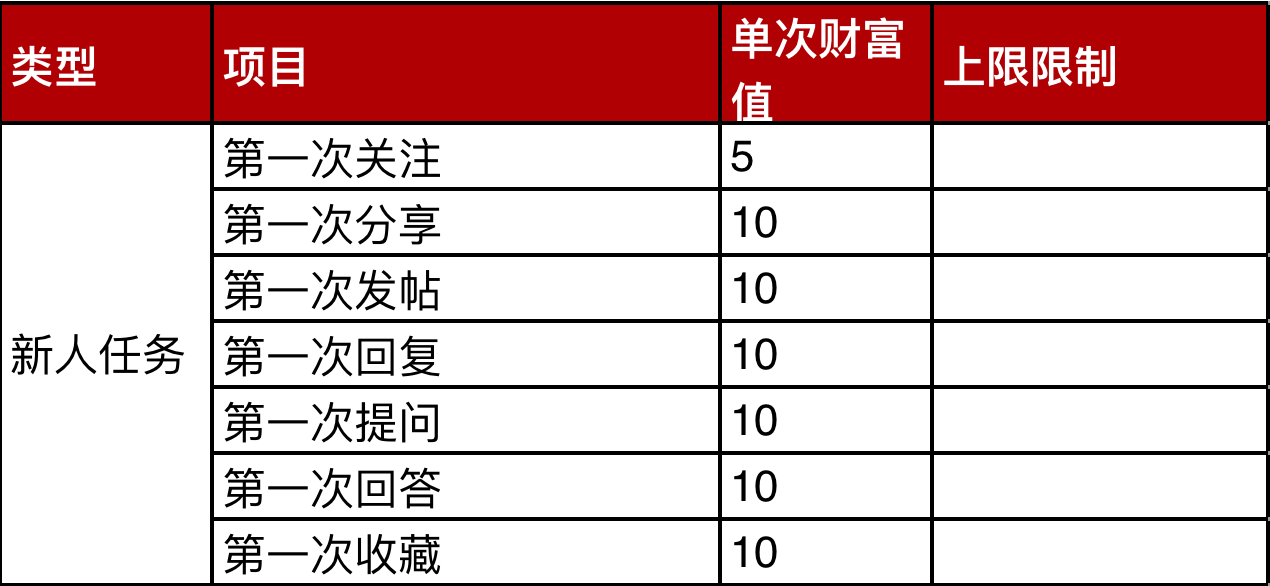 类型 项目 单次财富值 上限限制
第一次关注 5
第一次分享 10
第一次发帖 10
新人任务 第一次回复 10
第一次提问 10
第一次回答 10
第一次收藏 10